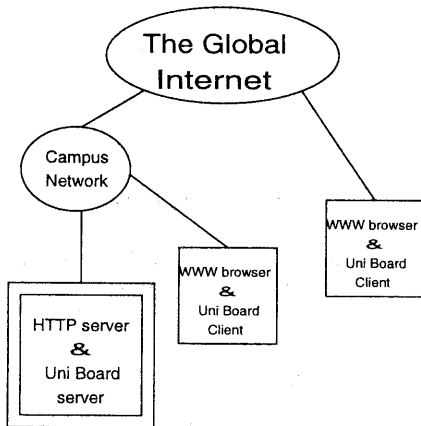 The Global
Internet
Campus
Network
WWW browser
&
Uni Board
Client
WWW browser
&
Uni Board
Client
HTTP server
&
Uni Board
server